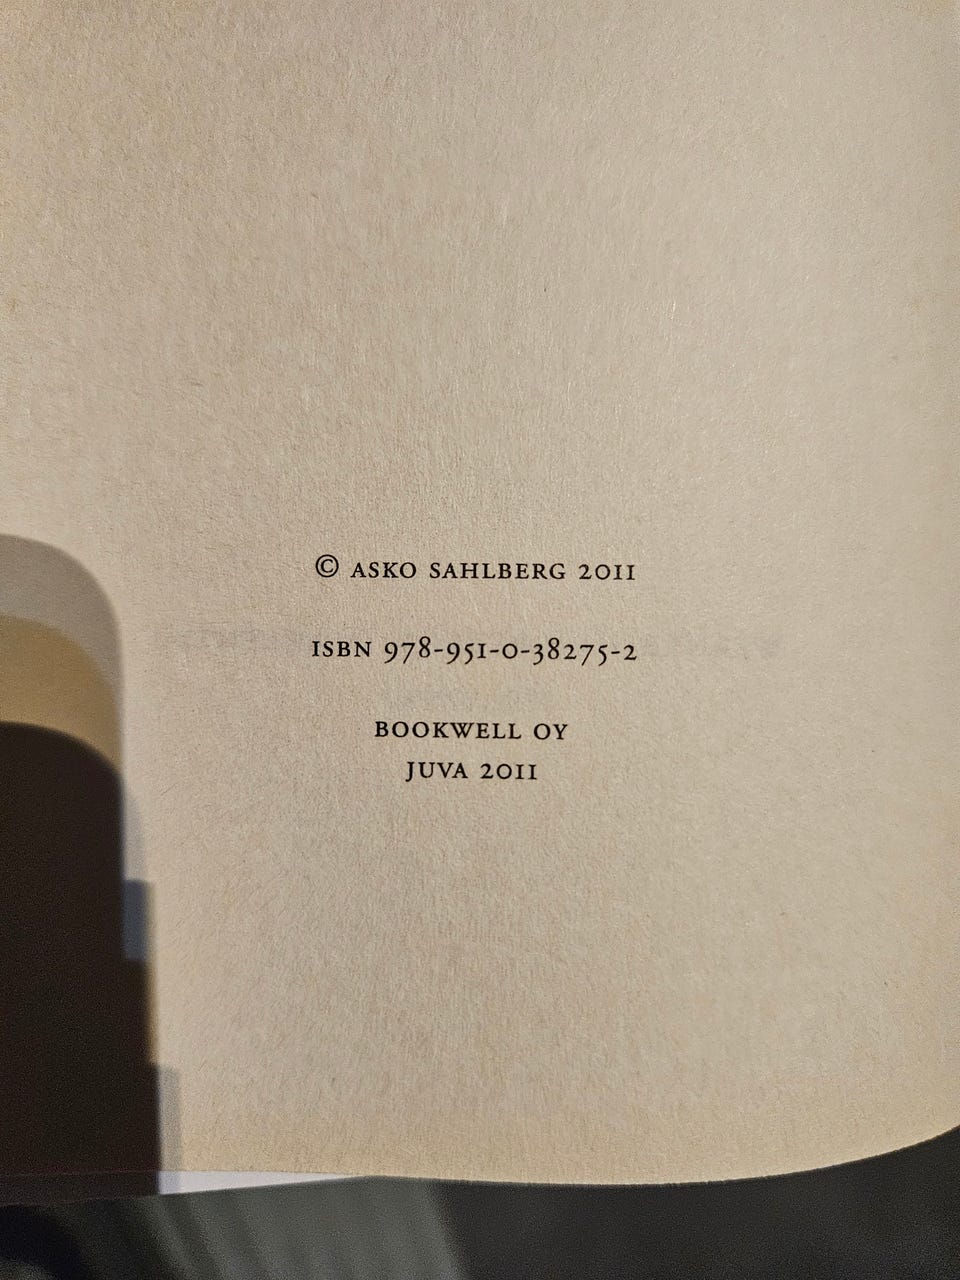 © ASKO SAHLBERG 2011
ISBN 978-951-0-38275-2
BOOKWELL OY
JUVA 2011